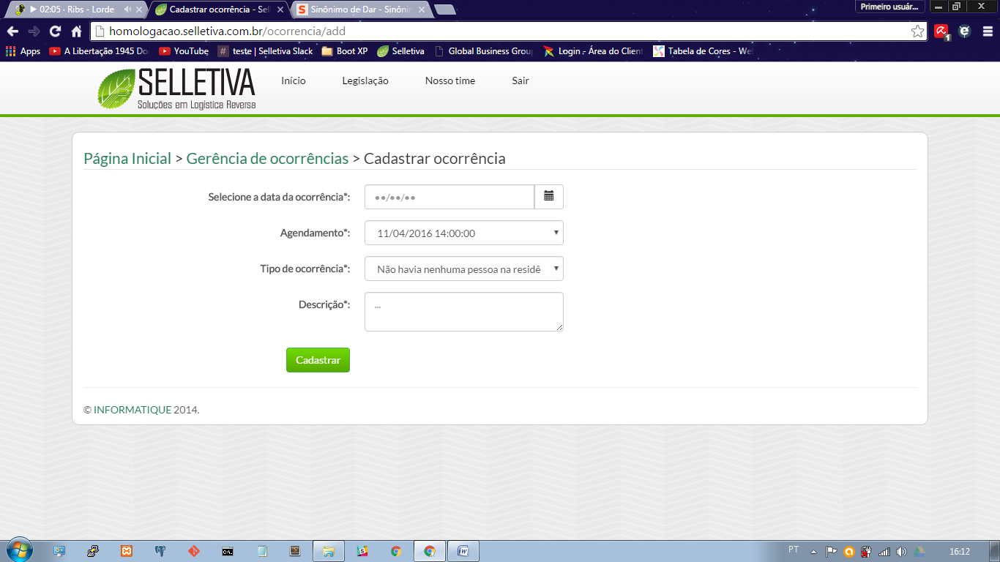 02:05 · Ribs - Lorde
Cadastrar ocorrência - Sel
Sinônimo de Dar - Sinônin
Primeiro usuár...
homologacao.selletiva.com.br/ocorrencia/add
Apps
A Libertação 1945 Do
YouTube
teste | Selletiva Slack
Boot XP
Selletiva
Global Business Group
Login - Área do Client
Tabela de Cores - We
SELLETIVA
Soluções em Logística Reversa
Início
Legislação
Nosso time
Sair
Página Inicial > Gerência de ocorrências > Cadastrar ocorrência
Selecione a data da ocorrência*:
••/••/••
Agendamento*:
11/04/2016 14:00:00
Tipo de ocorrência*:
Não havia nenhuma pessoa na residê
Descrição*:
...
Cadastrar
© INFORMATIQUE 2014.
PT
16:12